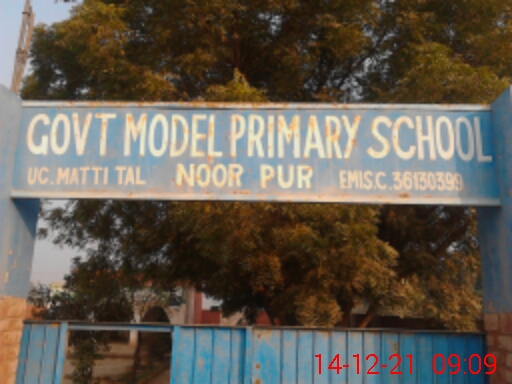 GOVT MODEL PRIMARY SCHOOL
UC. MATTI TAL NOOR PUR EMIS.C. 36130399
14-12-21 09:09